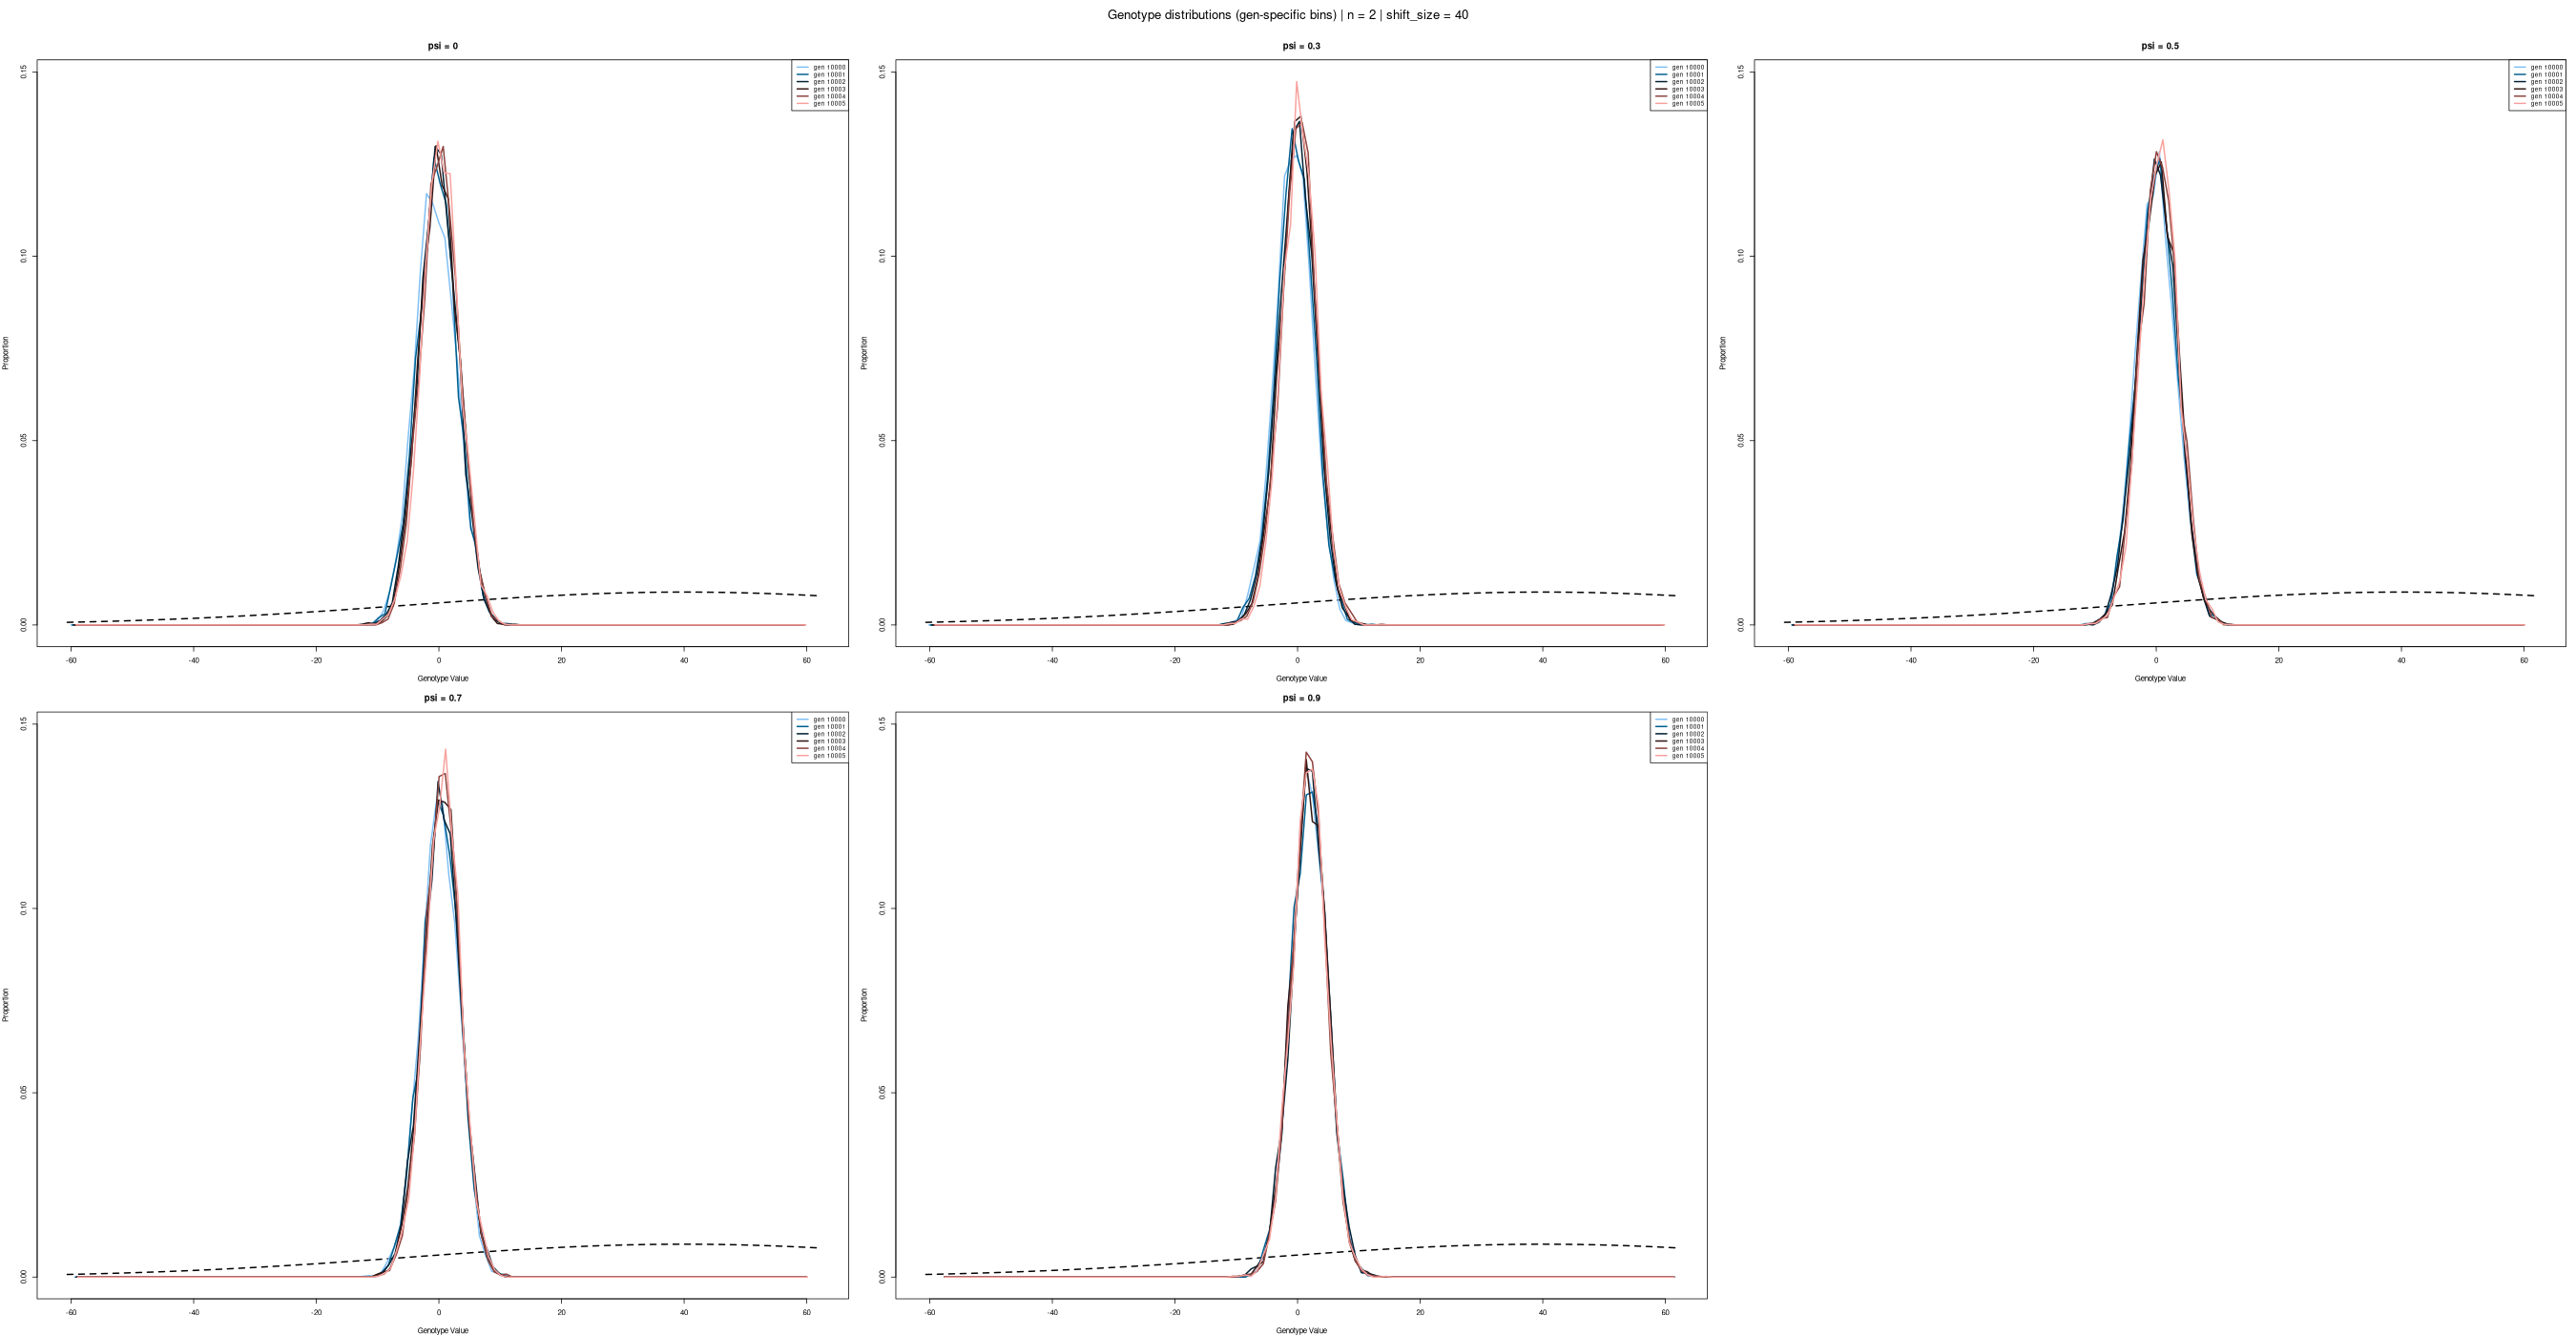 Genotype distributions (gen-specific bins) | n = 2 | shift_size = 40
psi = 0
gen 10000
gen 10001
gen 10002
gen 10003
gen 10004
gen 10005
Proportion
0.00
0.05
0.10
0.15
-60 -40 -20 0 20 40 60
Genotype Value
psi = 0.3
gen 10000
gen 10001
gen 10002
gen 10003
gen 10004
gen 10005
Proportion
0.00
0.05
0.10
0.15
-60 -40 -20 0 20 40 60
Genotype Value
psi = 0.5
gen 10000
gen 10001
gen 10002
gen 10003
gen 10004
gen 10005
Proportion
0.00
0.05
0.10
0.15
-60 -40 -20 0 20 40 60
Genotype Value
psi = 0.7
gen 10000
gen 10001
gen 10002
gen 10003
gen 10004
gen 10005
Proportion
0.00
0.05
0.10
0.15
-60 -40 -20 0 20 40 60
Genotype Value
psi = 0.9
gen 10000
gen 10001
gen 10002
gen 10003
gen 10004
gen 10005
Proportion
0.00
0.05
0.10
0.15
-60 -40 -20 0 20 40 60
Genotype Value